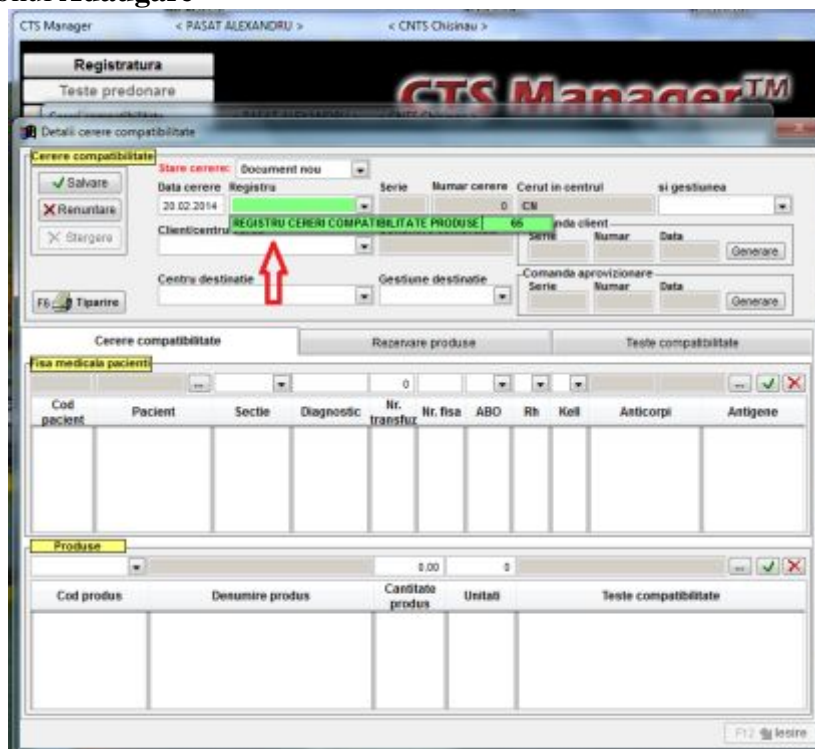 CTS Manager < PASAT ALEXANDRU > < CNTS Chisinau >
Registratura
Teste predonare
CTS Manager™
Detalii cerere compatibilitate
Cerere compatibilitate
Stare cerere: Document nou
Salvare
Data cerere Registru Serie Numar cerere Cerut in centrul si gestiunea
Renuntare
20.02.2014 0 CN
REGISTRU CERERI COMPATIBILITATE PRODUSE 66
Stergere
Serie Numar Data
Generare
Centru destinatie Gestiune destinatie Comanda aprovizionare
Serie Numar Data
F6 Tiparire
Generare
Cerere compatibilitate Rezervare produse Teste compatibilitate
Fisa medicala pacienti
... 0 ...
Cod pacient Pacient Sectie Diagnostic Nr. transfuz Nr. fisa ABO Rh Kell Anticorpi Antigene
Produse
0.00 0 ...
Cod produs Denumire produs Cantitate produs Unitati Teste compatibilitate
F12 Iesire